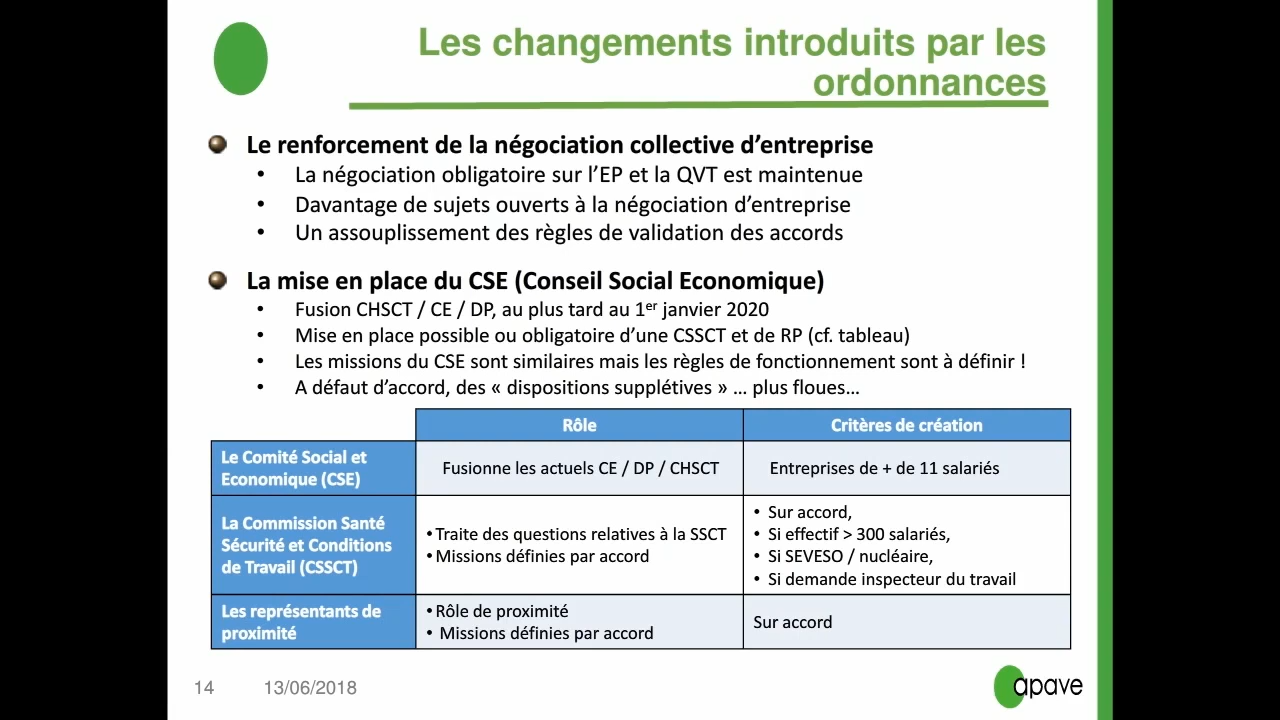 Les changements introduits par les
ordonnances
Le renforcement de la négociation collective d’entreprise
• La négociation obligatoire sur l’EP et la QVT est maintenue
• Davantage de sujets ouverts à la négociation d’entreprise
• Un assouplissement des règles de validation des accords
La mise en place du CSE (Conseil Social Economique)
• Fusion CHSCT / CE / DP, au plus tard au 1er janvier 2020
• Mise en place possible ou obligatoire d’une CSSCT et de RP (cf. tableau)
• Les missions du CSE sont similaires mais les règles de fonctionnement sont à définir !
• A défaut d’accord, des « dispositions supplétives » … plus floues…
Rôle
Critères de création
Le Comité Social et
Economique (CSE)
Fusionne les actuels CE / DP / CHSCT
Entreprises de + de 11 salariés
La Commission Santé
Sécurité et Conditions
de Travail (CSSCT)
• Traite des questions relatives à la SSCT
• Missions définies par accord
• Sur accord,
• Si effectif > 300 salariés,
• Si SEVESO / nucléaire,
• Si demande inspecteur du travail
Les représentants de
proximité
• Rôle de proximité
• Missions définies par accord
Sur accord
14
13/06/2018
apave